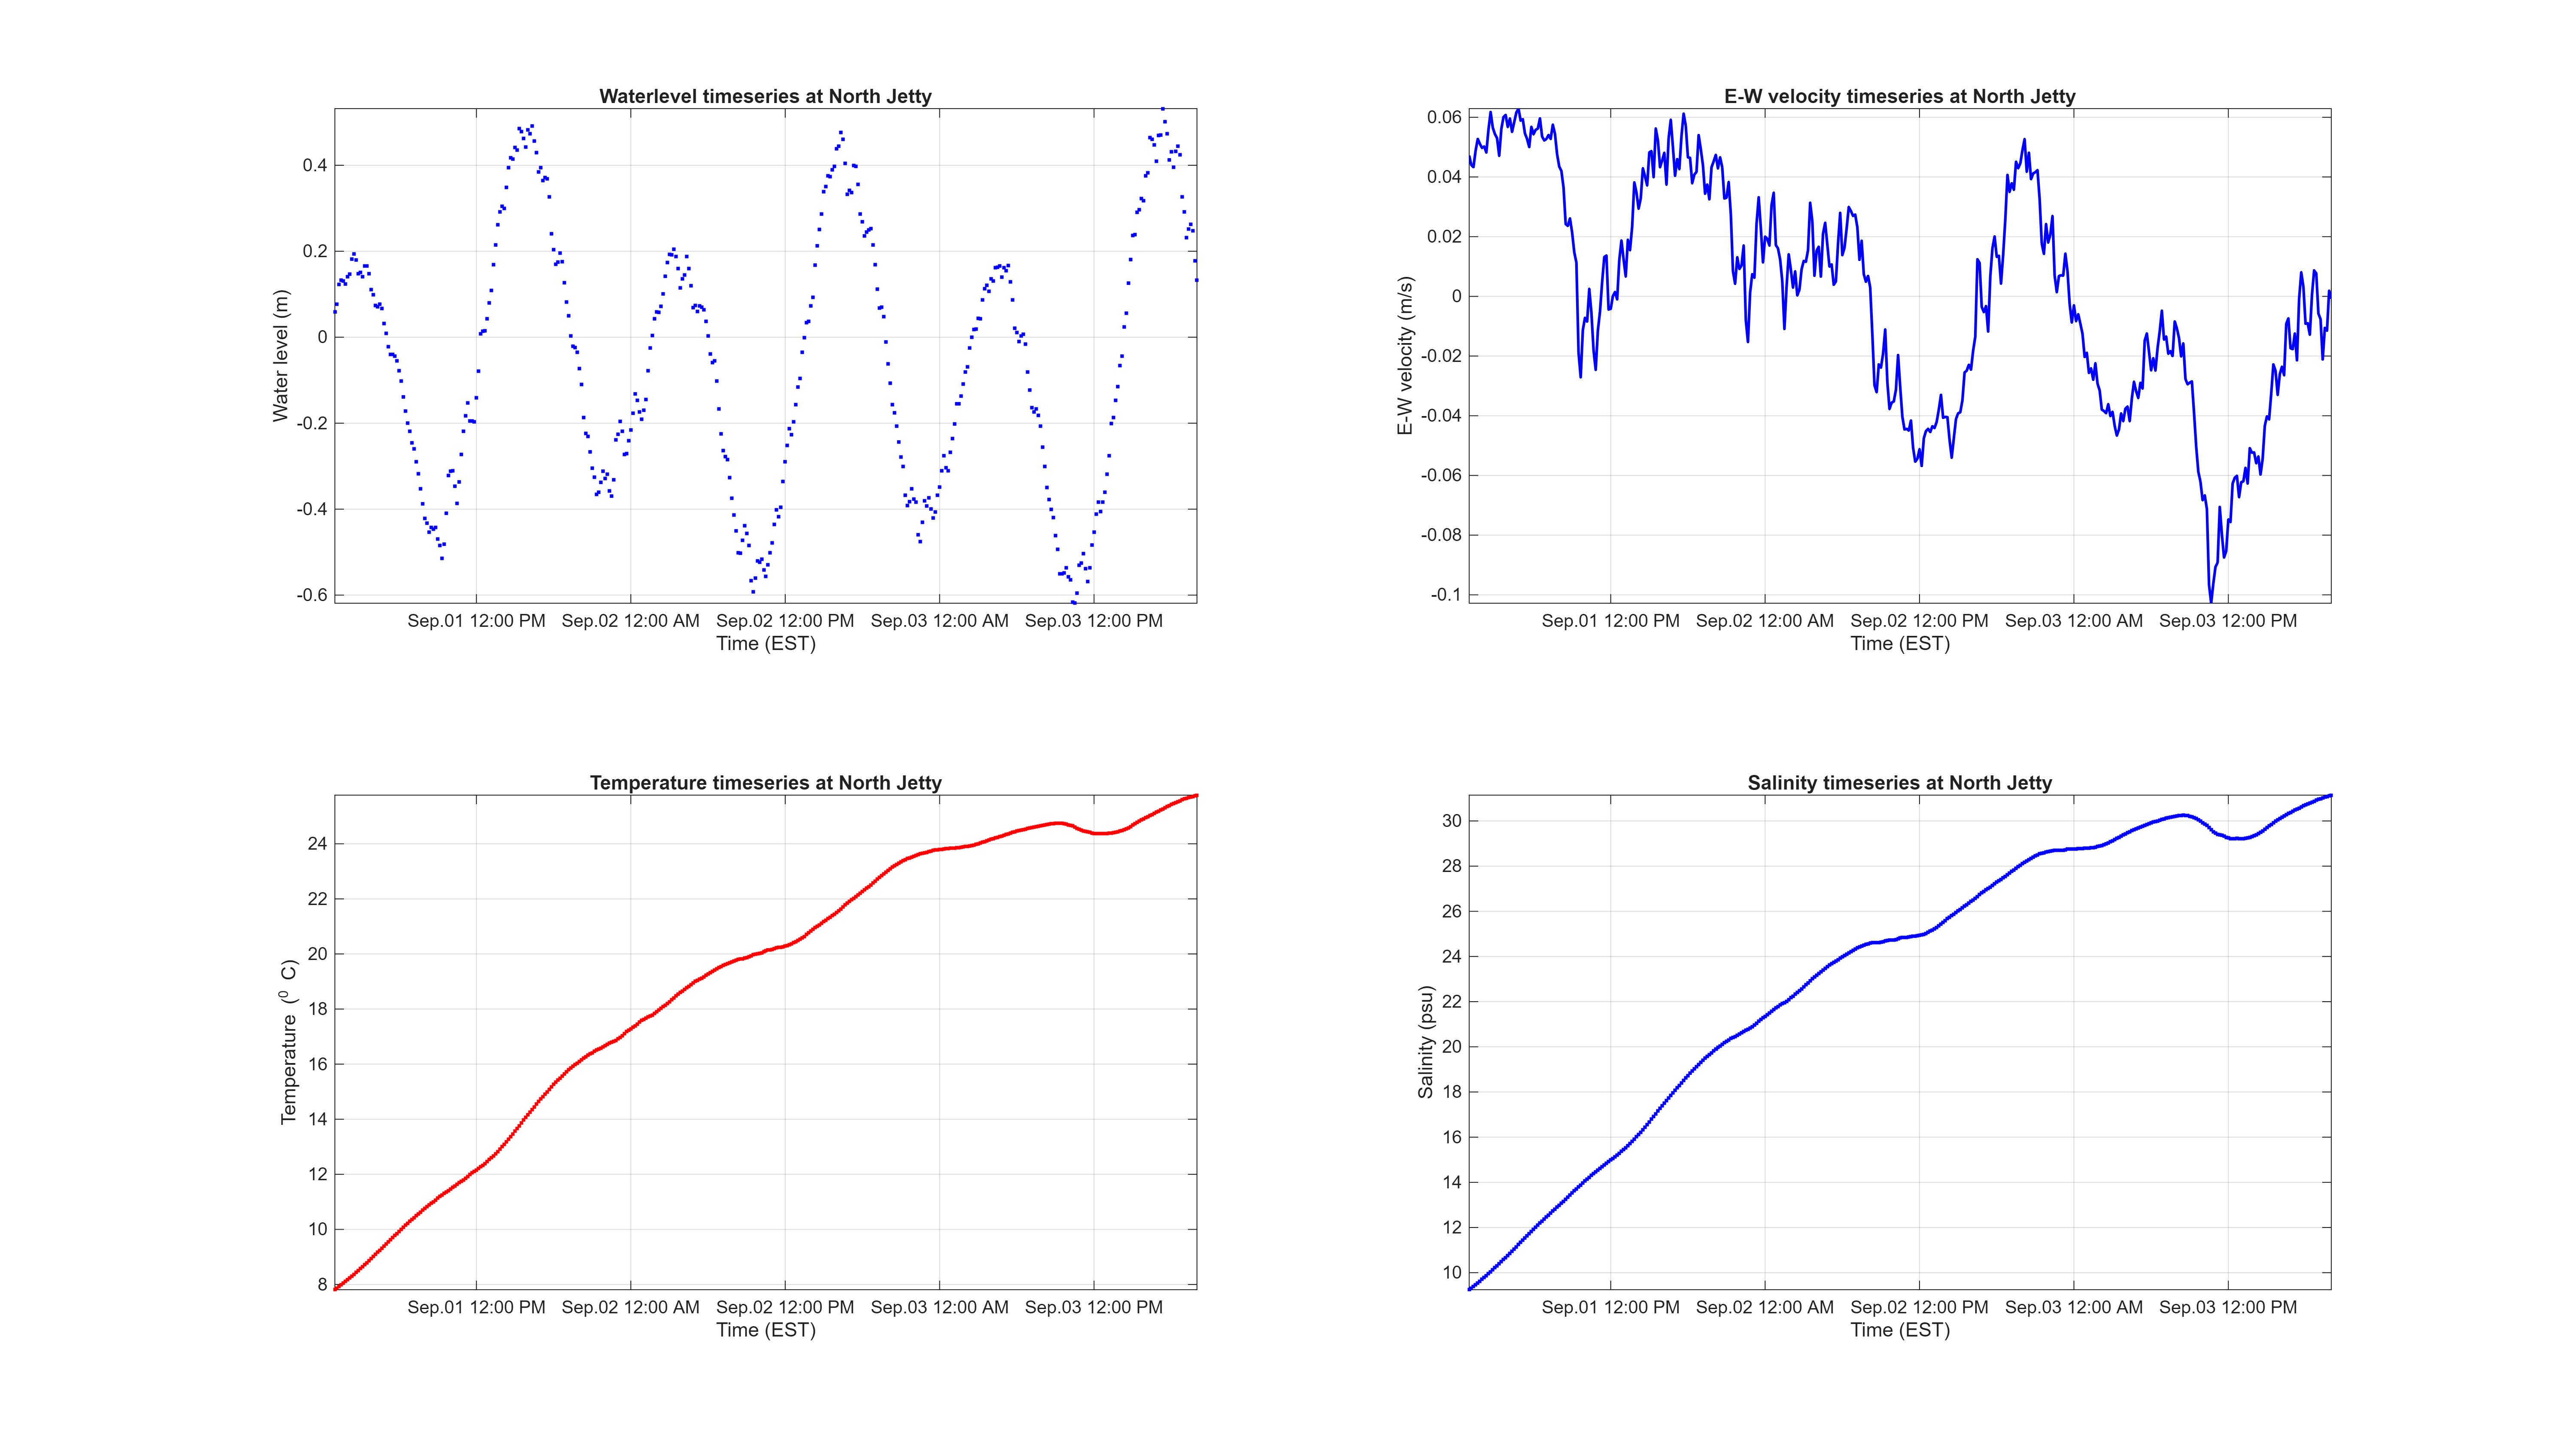 Waterlevel timeseries at North Jetty
0.4
0.2
0
-0.2
-0.4
-0.6
Water level (m)
Sep.01 12:00 PM Sep.02 12:00 AM Sep.02 12:00 PM Sep.03 12:00 AM Sep.03 12:00 PM
Time (EST)
E-W velocity timeseries at North Jetty
0.06
0.04
0.02
0
-0.02
-0.04
-0.06
-0.08
-0.1
E-W velocity (m/s)
Sep.01 12:00 PM Sep.02 12:00 AM Sep.02 12:00 PM Sep.03 12:00 AM Sep.03 12:00 PM
Time (EST)
Temperature timeseries at North Jetty
24
22
20
18
16
14
12
10
8
Temperature (⁰ C)
Sep.01 12:00 PM Sep.02 12:00 AM Sep.02 12:00 PM Sep.03 12:00 AM Sep.03 12:00 PM
Time (EST)
Salinity timeseries at North Jetty
30
28
26
24
22
20
18
16
14
12
10
Salinity (psu)
Sep.01 12:00 PM Sep.02 12:00 AM Sep.02 12:00 PM Sep.03 12:00 AM Sep.03 12:00 PM
Time (EST)